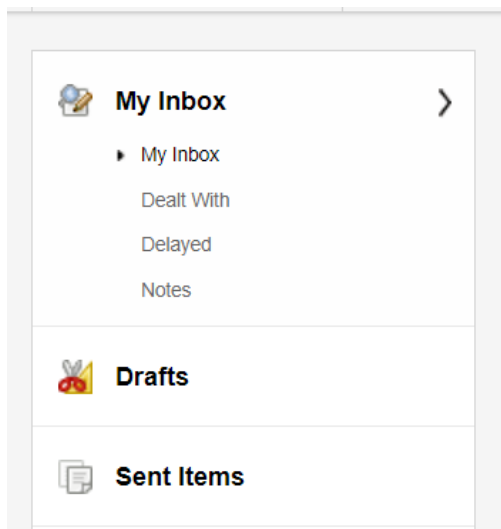 My Inbox
My Inbox
Dealt With
Delayed
Notes
Drafts
Sent Items